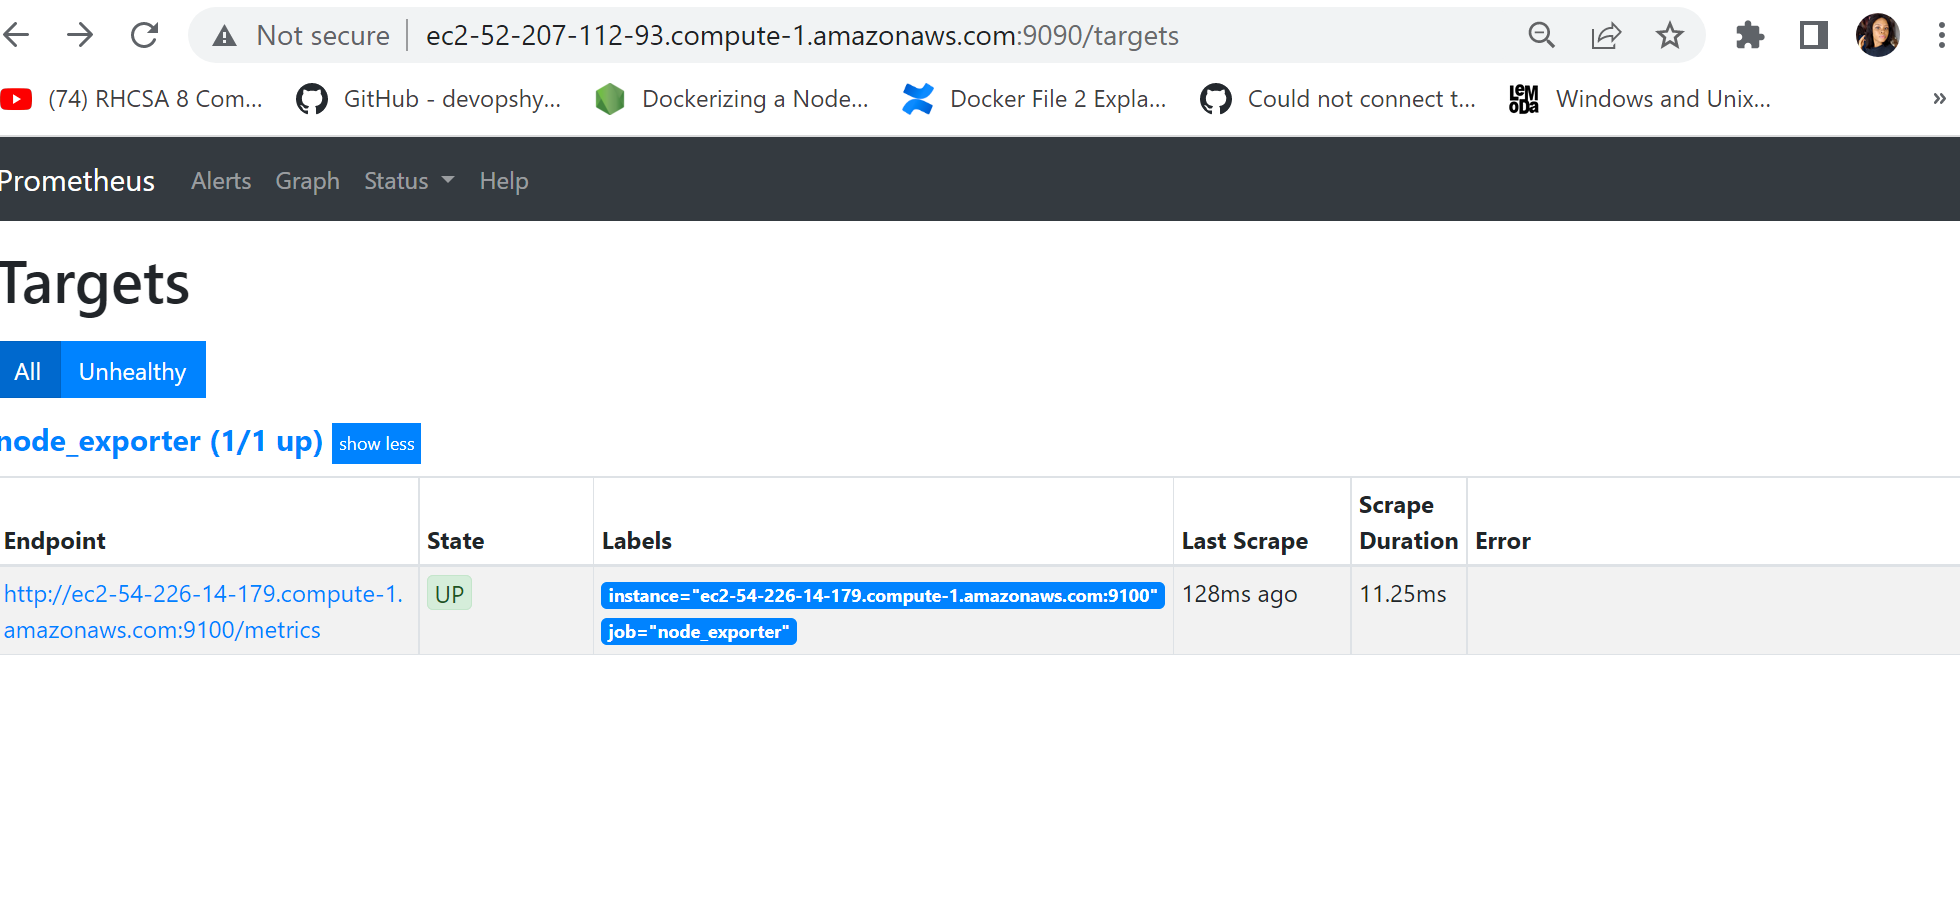 Not secure ec2-52-207-112-93.compute-1.amazonaws.com:9090/targets
(74) RHCSA 8 Com... GitHub - devopshy... Dockerizing a Node... Docker File 2 Expla... Could not connect t... LeMoDa Windows and Unix... »
Prometheus Alerts Graph Status Help
Targets
All Unhealthy
node_exporter (1/1 up) show less
Endpoint State Labels Last Scrape Scrape Duration Error
http://ec2-54-226-14-179.compute-1. UP instance="ec2-54-226-14-179.compute-1.amazonaws.com:9100" 128ms ago 11.25ms
amazonaws.com:9100/metrics job="node_exporter"